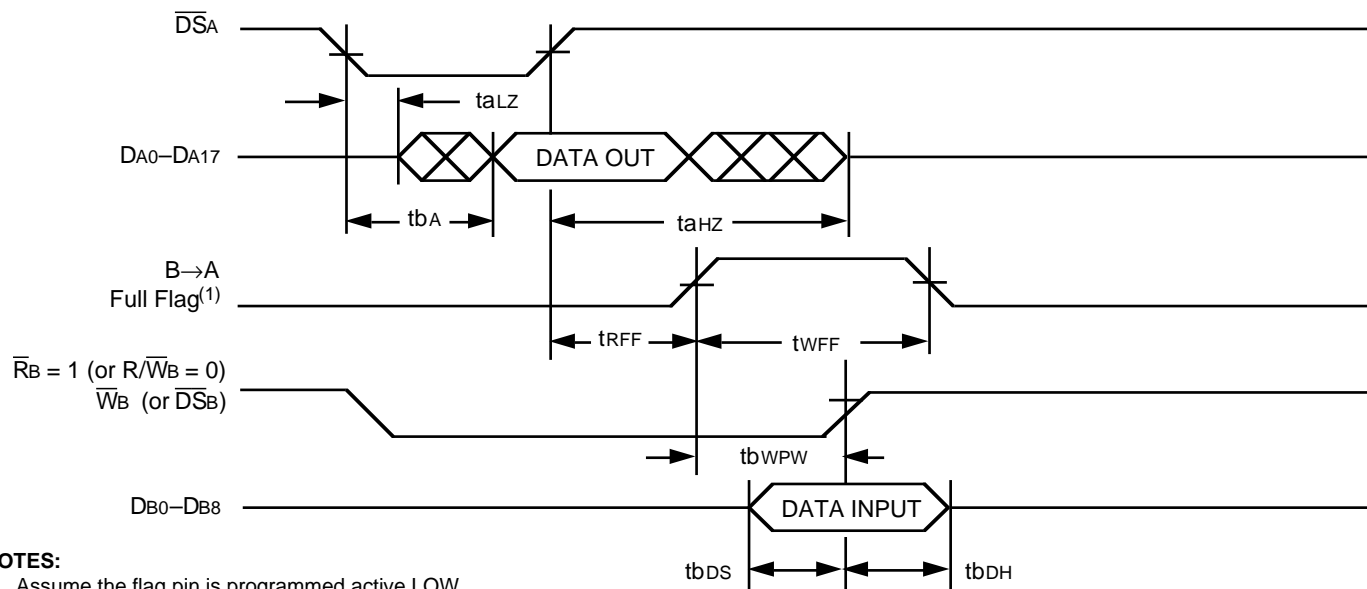 DSA
taLZ
DA0–DA17
DATA OUT
tbA
taHZ
B→A
Full Flag(1)
tRFF
tWFF
RB = 1 (or R/WB = 0)
WB (or DSB)
tbWPW
DB0–DB8
DATA INPUT
OTES:
tbDS
tbDH
Assume the flag pin is programmed active LOW